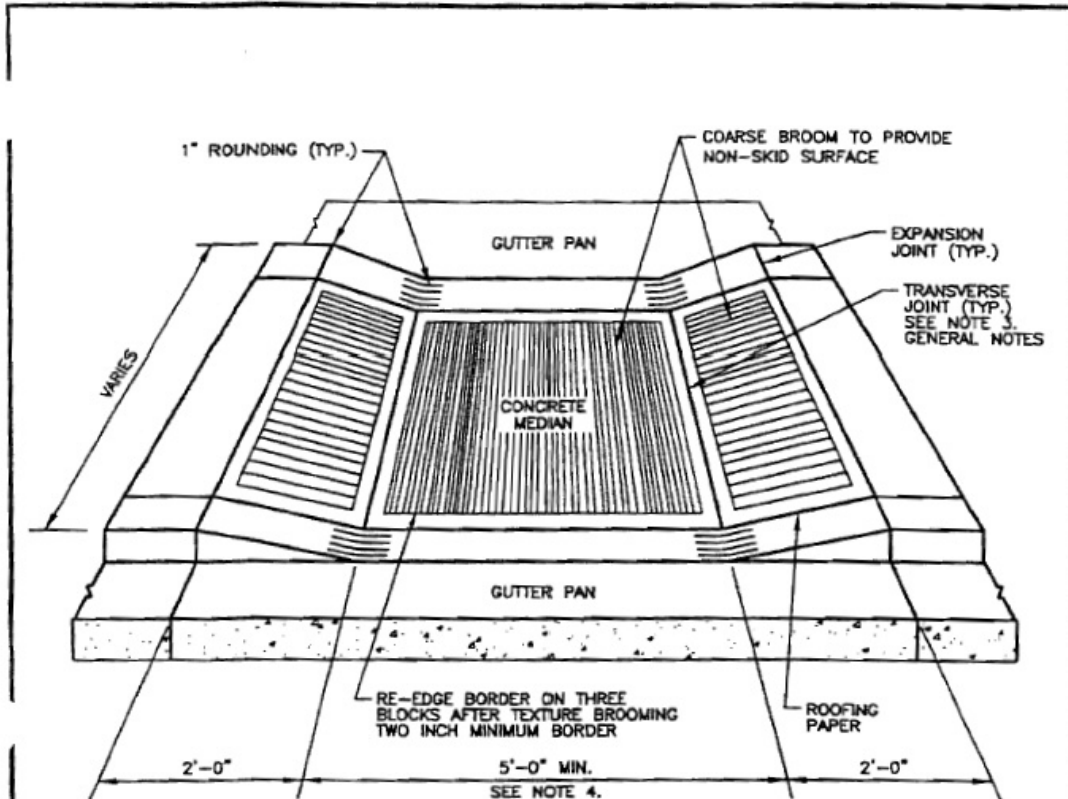 1" ROUNDING (TYP.)
COARSE BROOM TO PROVIDE
NON-SKID SURFACE
GUTTER PAN
EXPANSION
JOINT (TYP.)
TRANSVERSE
JOINT (TYP.)
SEE NOTE 3.
GENERAL NOTES
VARIES
CONCRETE
MEDIAN
GUTTER PAN
RE-EDGE BORDER ON THREE
BLOCKS AFTER TEXTURE BROOMING
TWO INCH MINIMUM BORDER
ROOFING
PAPER
2'-0"
5'-0" MIN.
2'-0"
SEE NOTE 4.